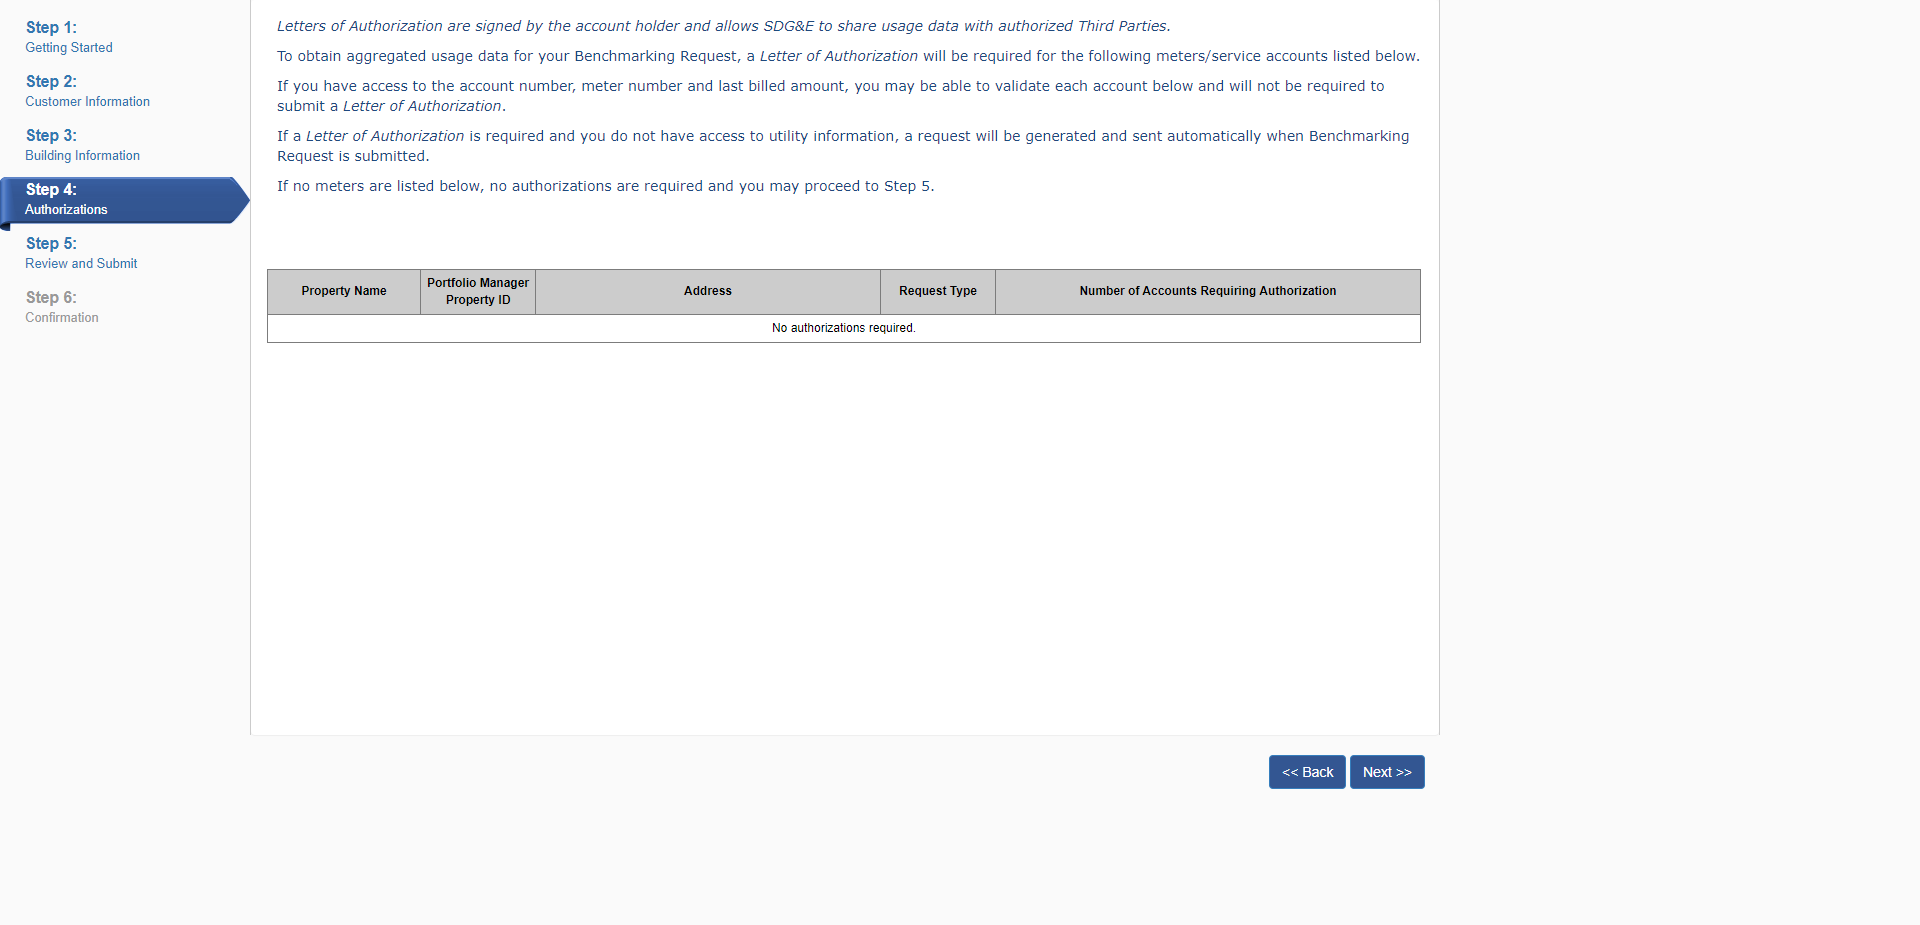 Step 1:
Getting Started
Step 2:
Customer Information
Step 3:
Building Information
Step 4:
Authorizations
Step 5:
Review and Submit
Step 6:
Confirmation
Letters of Authorization are signed by the account holder and allows SDG&E to share usage data with authorized Third Parties.
To obtain aggregated usage data for your Benchmarking Request, a Letter of Authorization will be required for the following meters/service accounts listed below.
If you have access to the account number, meter number and last billed amount, you may be able to validate each account below and will not be required to
submit a Letter of Authorization.
If a Letter of Authorization is required and you do not have access to utility information, a request will be generated and sent automatically when Benchmarking
Request is submitted.
If no meters are listed below, no authorizations are required and you may proceed to Step 5.
Property Name
Portfolio Manager
Property ID
Address
Request Type
Number of Accounts Requiring Authorization
No authorizations required.
<< Back
Next >>